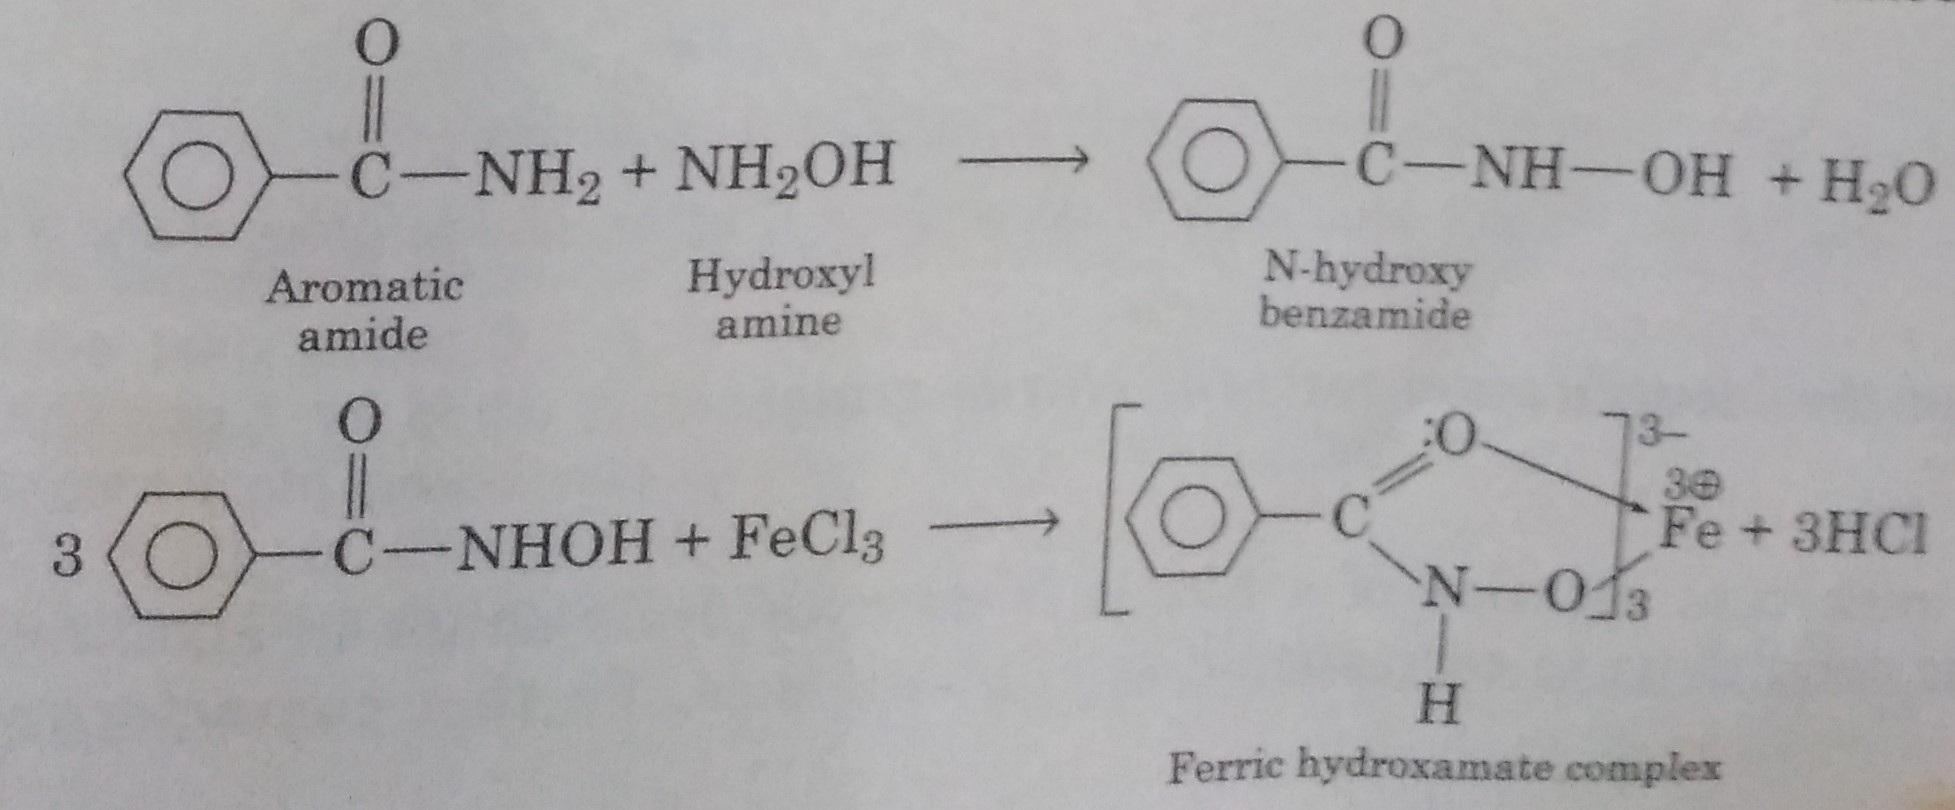 O O
C—NH₂ + NH₂OH ⟶ C—NH—OH + H₂O
Aromatic amide
Hydroxyl amine
N-hydroxy benzamide
O
3 C—NHOH + FeCl₃ ⟶ [ C :O N—O H ]₃ 3– 3⊕ Fe + 3HCl
Ferric hydroxamate complex